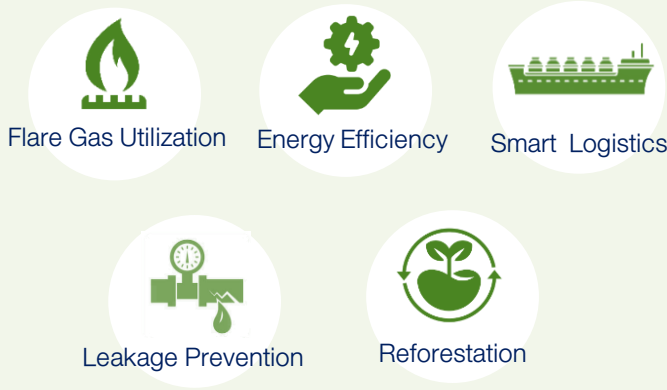 Flare Gas Utilization
Energy Efficiency
Smart Logistics
Leakage Prevention
Reforestation